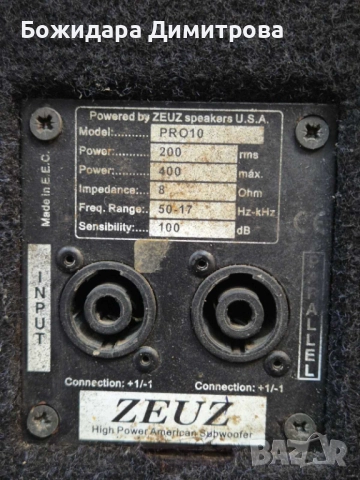 Божидара Димитрова
Powered by ZEUZ speakers U.S.A.
Model:............ PRO10
Power:............ 200 rms
Power:............ 400 máx.
Impedance:...... 8 Ohm
Freq. Range:.... 50-17 Hz-kHz
Sensibility:...... 100 dB
Made in E.E.C.
INPUT
PARALLEL
Connection: +1/-1
Connection: +1/-1
ZEUZ
High Power American Subwoofer
BAZAR